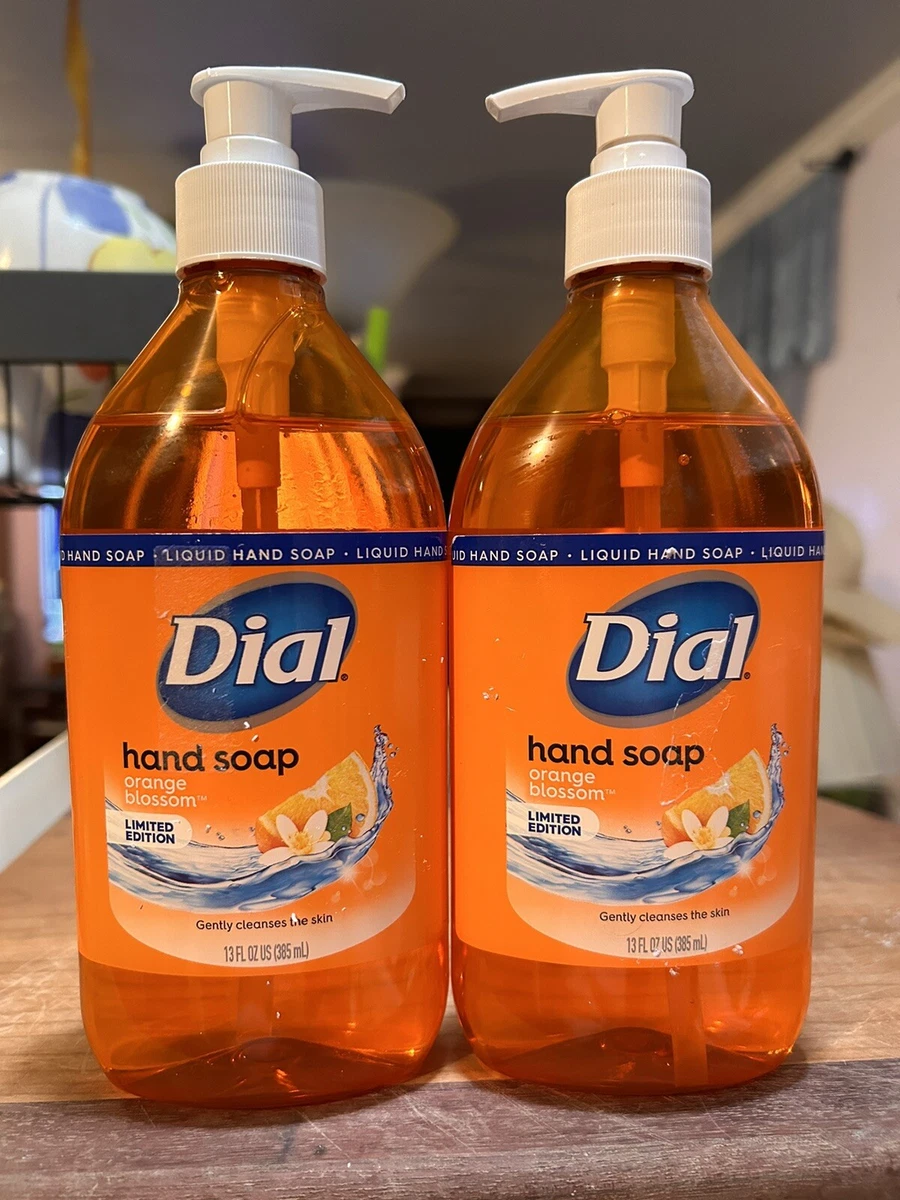 D HAND SOAP · LIQUID HAND SOAP · LIQUID HAND
Dial
hand soap
orange
blossom™
LIMITED
EDITION
Gently cleanses the skin
13 FL OZ US (385 mL)
UID HAND SOAP · LIQUID HAND SOAP · LIQUID HAN
Dial
hand soap
orange
blossom™
LIMITED
EDITION
Gently cleanses the skin
13 FL OZ US (385 mL)